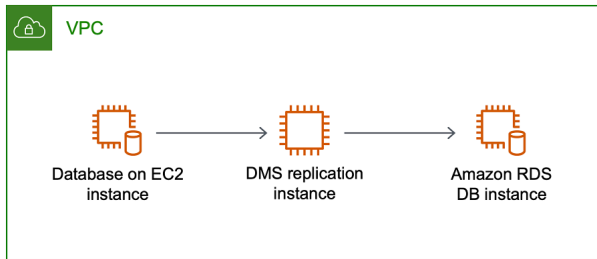 VPC
Database on EC2
instance
DMS replication
instance
Amazon RDS
DB instance